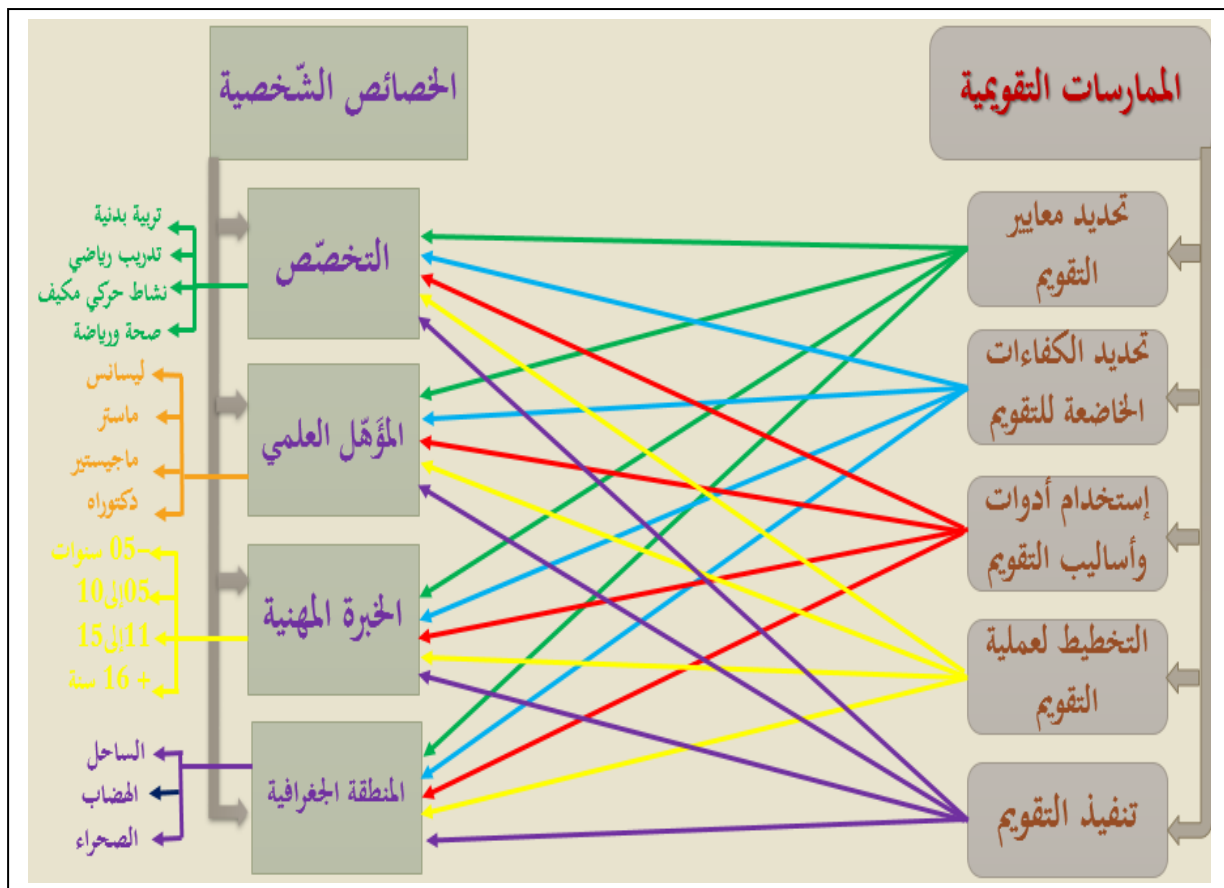 الممارسات التقويمية
تحديد معايير
التقويم
تحديد الكفاءات
الخاضعة للتقويم
إستخدام أدوات
وأساليب التقويم
التخطيط لعملية
التقويم
تنفيذ التقويم
الخصائص الشّخصية
التخصّص
المؤَهّل العلمي
الخبرة المهنية
المنطقة الجغرافية
تربية بدنية
تدريب رياضي
نشاط حركي مكيف
صحة ورياضة
ليسانس
ماستر
ماجيستير
دكتوراه
–05 سنوات
05إلى10
11إلى15
+ 16 سنة
الساحل
الهضاب
الصحراء